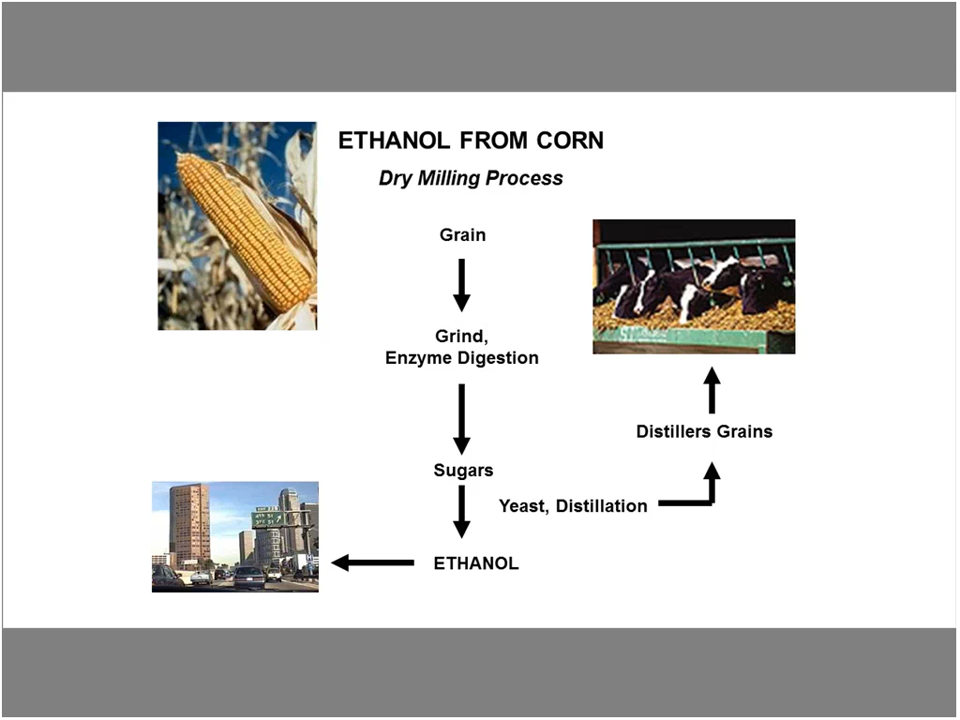 ETHANOL FROM CORN
Dry Milling Process
Grain
Grind,
Enzyme Digestion
Distillers Grains
Sugars
Yeast, Distillation
ETHANOL